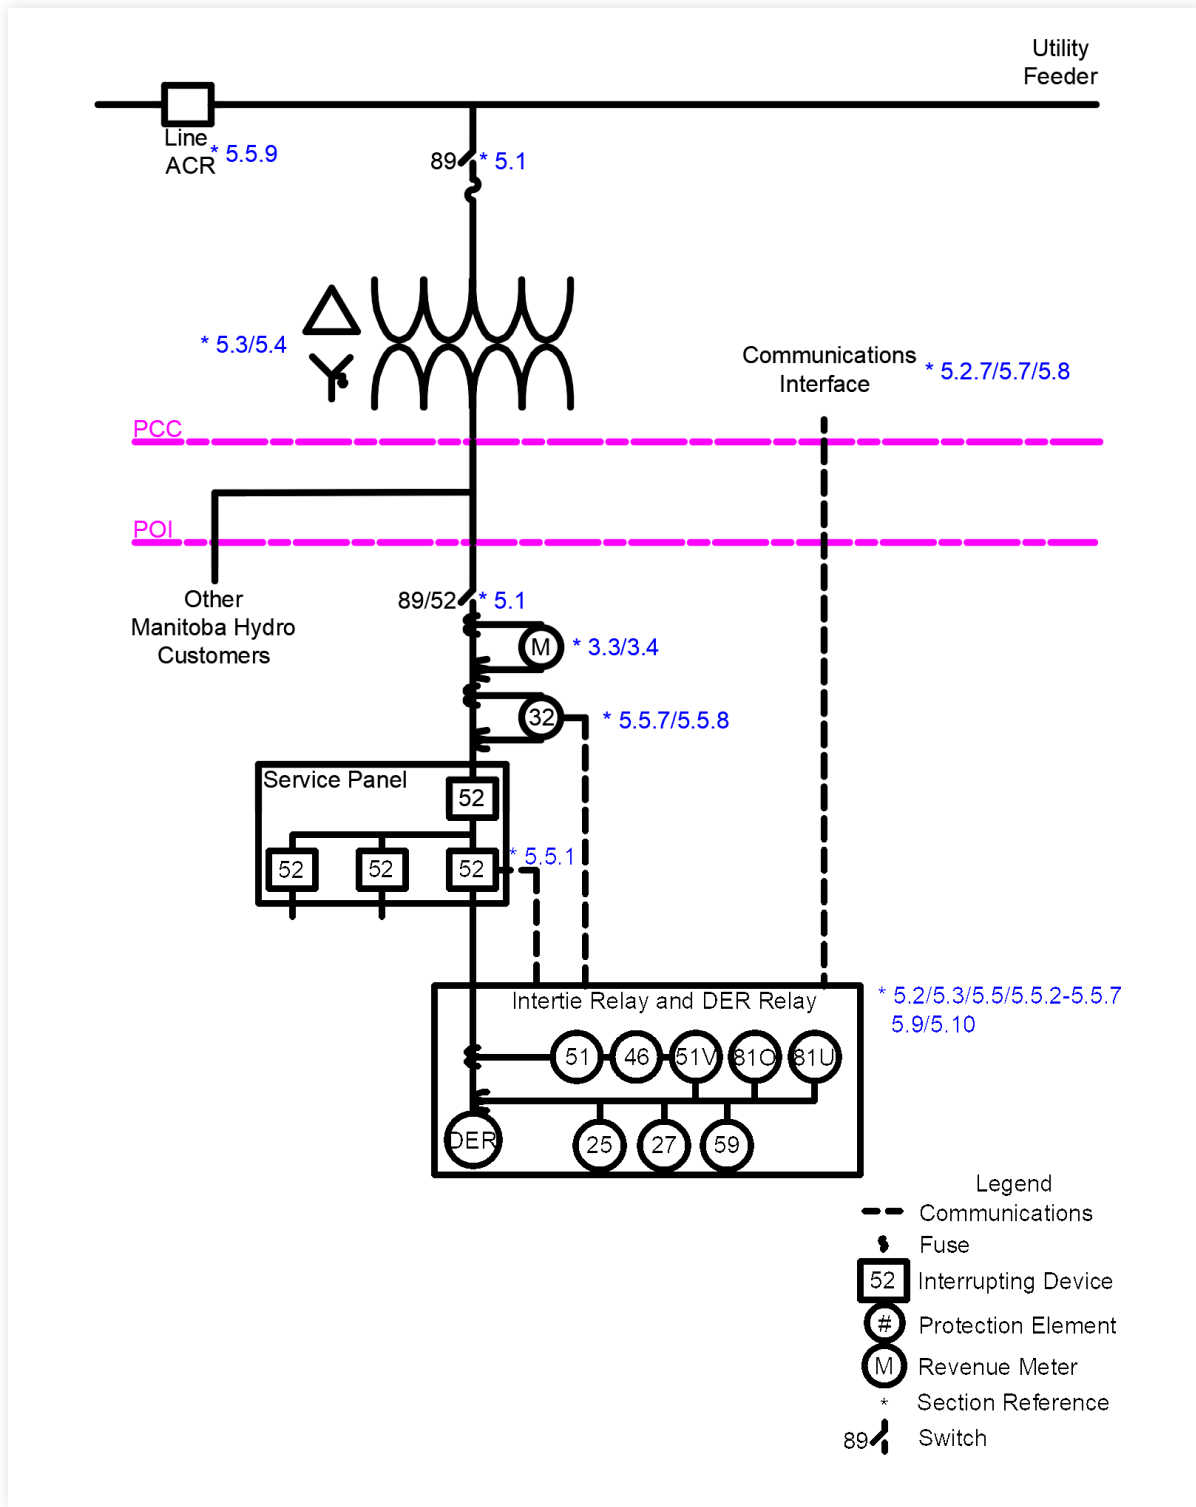 Utility
Feeder
Line
ACR
* 5.5.9
89
* 5.1
* 5.3/5.4
Communications
Interface
* 5.2.7/5.7/5.8
PCC
POI
Other
Manitoba Hydro
Customers
89/52
* 5.1
M
* 3.3/3.4
32
* 5.5.7/5.5.8
Service Panel
52
52
52
52
* 5.5.1
Intertie Relay and DER Relay
* 5.2/5.3/5.5/5.5.2-5.5.7
5.9/5.10
51
46
51V
81O
81U
DER
25
27
59
Legend
Communications
Fuse
52
Interrupting Device
#
Protection Element
M
Revenue Meter
*
Section Reference
89
Switch